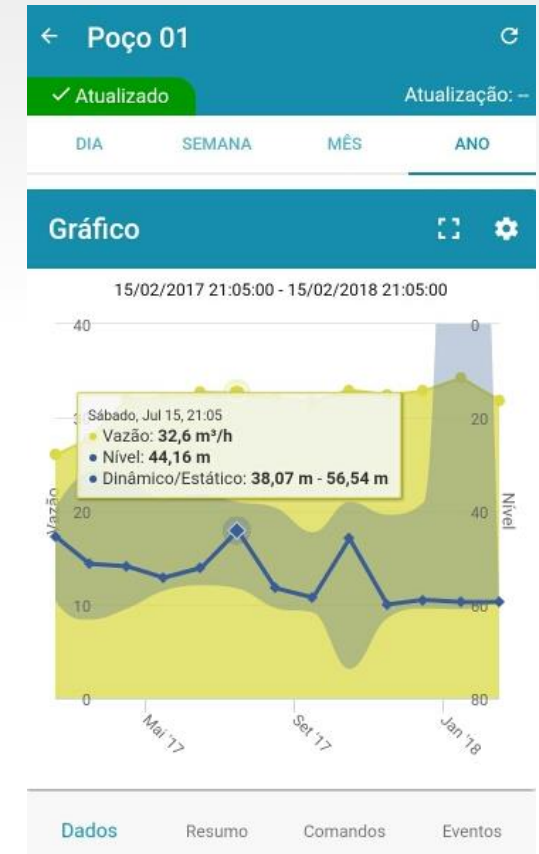 Poço 01
Atualizado
Atualização: --
DIA SEMANA MÊS ANO
Gráfico
15/02/2017 21:05:00 - 15/02/2018 21:05:00
40
0
Sábado, Jul 15, 21:05
Vazão: 32,6 m³/h
Nível: 44,16 m
Dinâmico/Estático: 38,07 m - 56,54 m
20
Vazão
Nível
20
40
10
60
0
80
Mai '17
Set '17
Jan '18
Dados Resumo Comandos Eventos